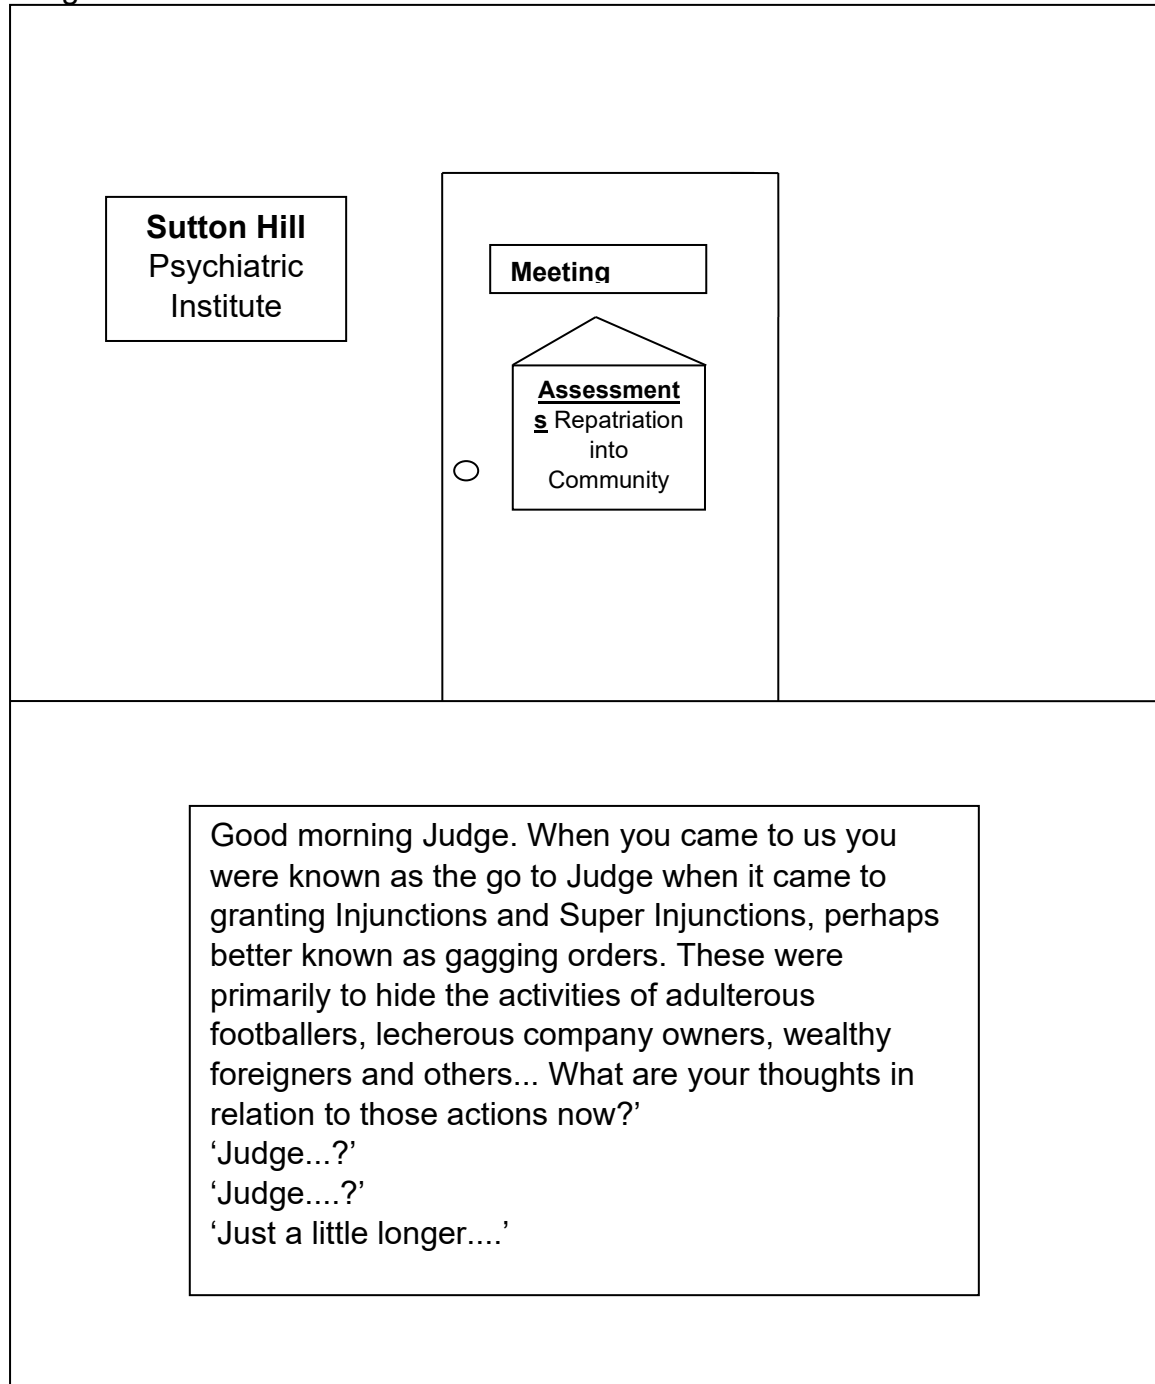 Sutton Hill
Psychiatric
Institute
Meeting
Assessment
s Repatriation
into
Community
Good morning Judge. When you came to us you
were known as the go to Judge when it came to
granting Injunctions and Super Injunctions, perhaps
better known as gagging orders. These were
primarily to hide the activities of adulterous
footballers, lecherous company owners, wealthy
foreigners and others... What are your thoughts in
relation to those actions now?’
‘Judge...?’
‘Judge....?’
‘Just a little longer....’